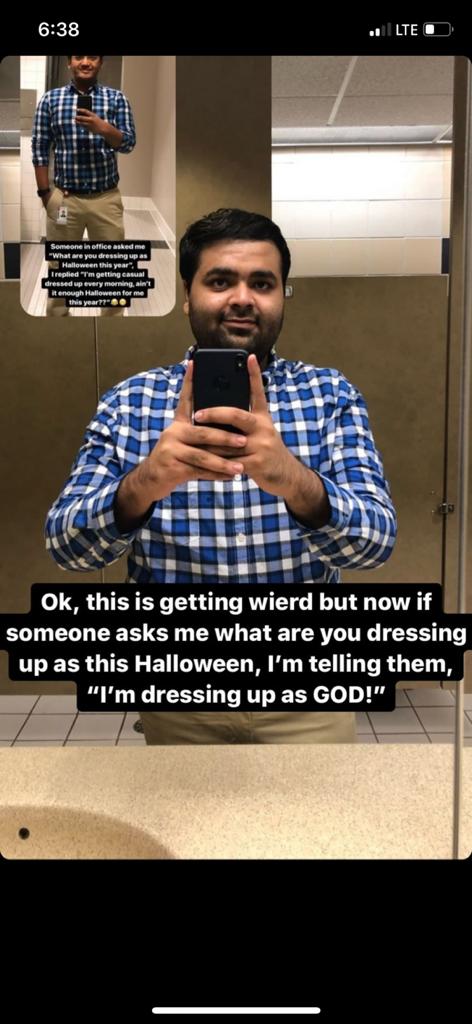 6:38
LTE
Someone in office asked me
"What are you dressing up as
Halloween this year",
I replied "I'm getting casual
dressed up every morning, ain't
it enough Halloween for me
this year??"😂😂
Ok, this is getting wierd but now if
someone asks me what are you dressing
up as this Halloween, I'm telling them,
"I'm dressing up as GOD!"